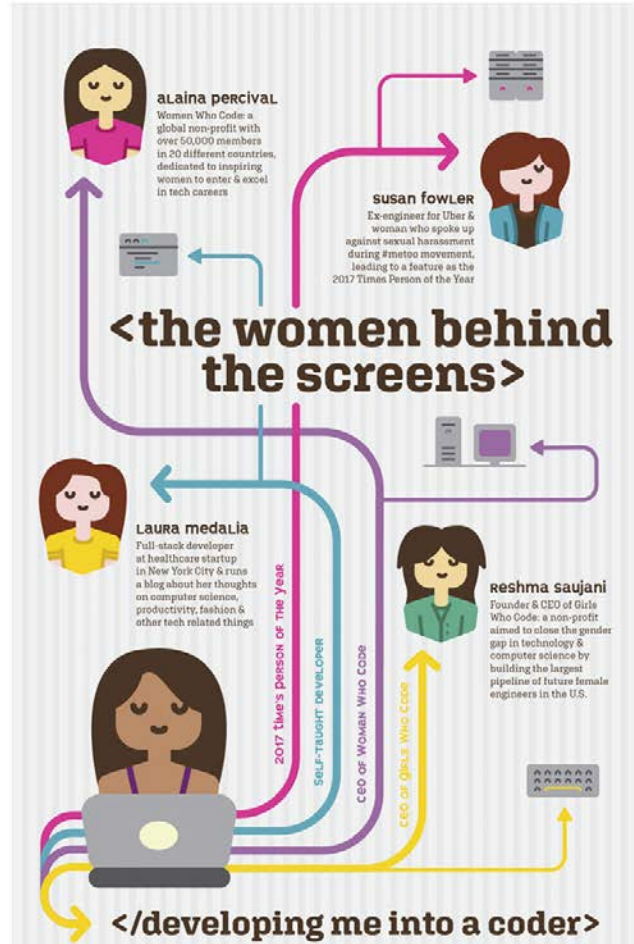 aLaina percival
Women Who Code: a
global non-profit with
over 50,000 members
in 20 different countries,
dedicated to inspiring
women to enter & excel
in tech careers
susan fowler
Ex-engineer for Uber &
woman who spoke up
against sexual harassment
during #metoo movement,
leading to a feature as the
2017 Times Person of the Year
<the women behind
the screens>
Laura medalia
Full-stack developer
at healthcare startup
in New York City & runs
a blog about her thoughts
on computer science,
productivity, fashion &
other tech related things
reshma saujani
Founder & CEO of Girls
Who Code: a non-profit
aimed to close the gender
gap in technology &
computer science by
building the largest
pipeline of future female
engineers in the U.S.
2017 Time's Person of the Year
Self-Taught Developer
CEO of Woman Who Code
CEO of Girls Who Code
</developing me into a coder>